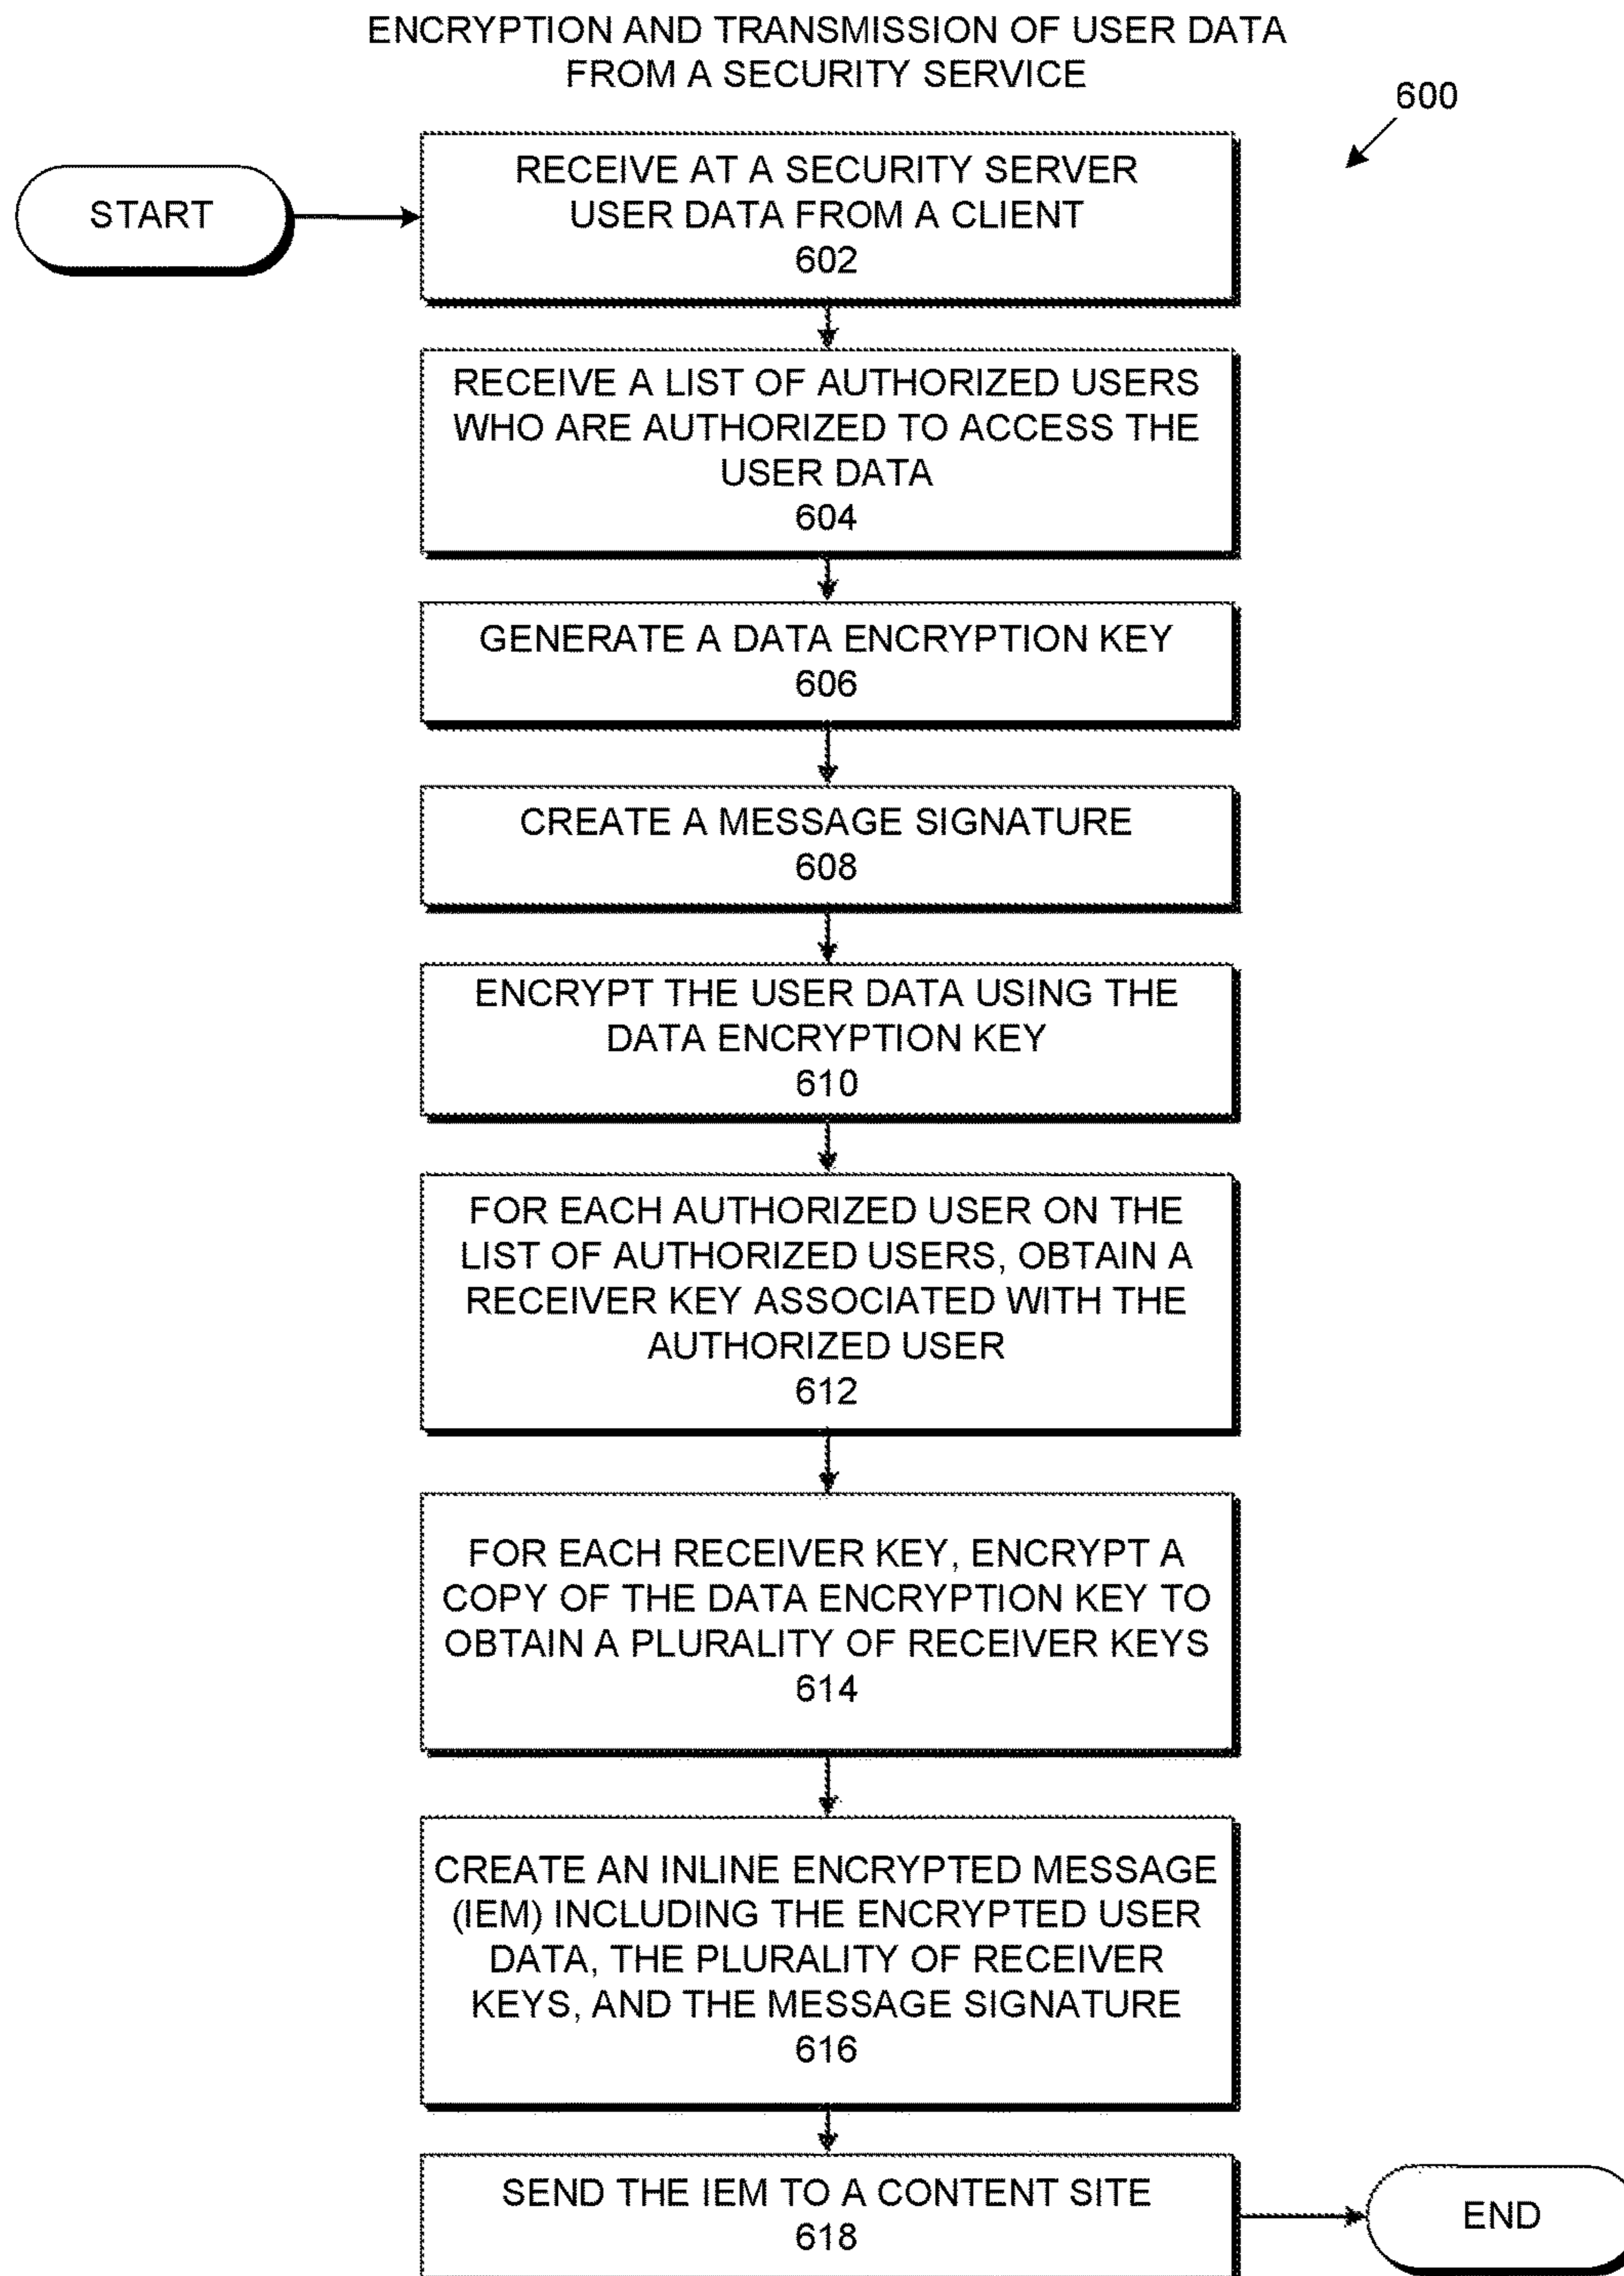 ENCRYPTION AND TRANSMISSION OF USER DATA
FROM A SECURITY SERVICE
600
START
RECEIVE AT A SECURITY SERVER
USER DATA FROM A CLIENT
602
RECEIVE A LIST OF AUTHORIZED USERS
WHO ARE AUTHORIZED TO ACCESS THE
USER DATA
604
GENERATE A DATA ENCRYPTION KEY
606
CREATE A MESSAGE SIGNATURE
608
ENCRYPT THE USER DATA USING THE
DATA ENCRYPTION KEY
610
FOR EACH AUTHORIZED USER ON THE
LIST OF AUTHORIZED USERS, OBTAIN A
RECEIVER KEY ASSOCIATED WITH THE
AUTHORIZED USER
612
FOR EACH RECEIVER KEY, ENCRYPT A
COPY OF THE DATA ENCRYPTION KEY TO
OBTAIN A PLURALITY OF RECEIVER KEYS
614
CREATE AN INLINE ENCRYPTED MESSAGE
(IEM) INCLUDING THE ENCRYPTED USER
DATA, THE PLURALITY OF RECEIVER
KEYS, AND THE MESSAGE SIGNATURE
616
SEND THE IEM TO A CONTENT SITE
618
END